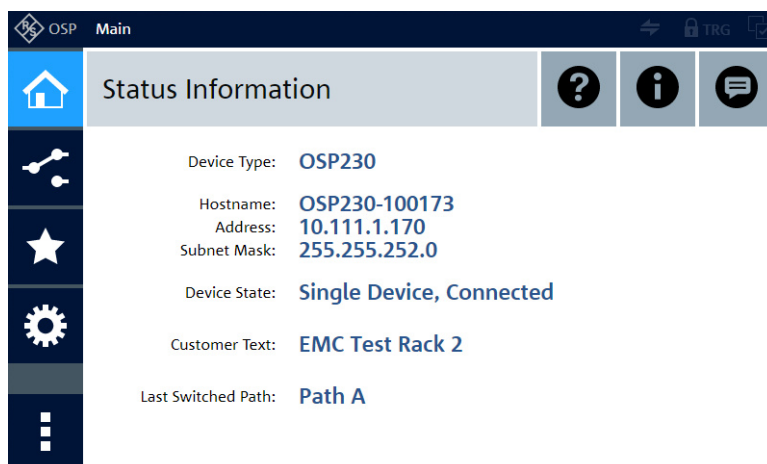 R&S OSP Main TRG
Status Information
Device Type: OSP230
Hostname: OSP230-100173
Address: 10.111.1.170
Subnet Mask: 255.255.252.0
Device State: Single Device, Connected
Customer Text: EMC Test Rack 2
Last Switched Path: Path A